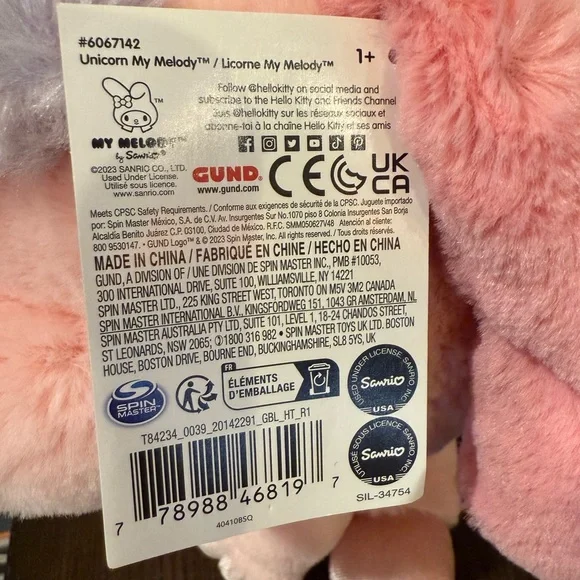 #6067142
Unicorn My Melody™ / Licorne My Melody™
1+
Follow @hellokitty on social media and
subscribe to the Hello Kitty and Friends Channel
@hellokitty sur les réseaux sociaux et
abonne-toi à la chaîne Hello Kitty et ses amis
MY MELODY™
by Sanrio
©2023 SANRIO CO., LTD.
Used Under License.
Utilisé sous licence.
www.sanrio.com
GUND®
www.gund.com
CE
UK
CA
Meets CPSC Safety Requirements. / Conforme aux exigences de sécurité de la CPSC. Juguete importado
por: Spin Master México, S.A. de C.V. Av. Insurgentes Sur No.1070 piso 8 Colonia Insurgentes San Borja
Alcaldía Benito Juárez C.P. 03100, Ciudad de México. R.F.C. SMM050627V48 Atención al cliente:
800 9530147. • GUND Logo™ & © 2023 Spin Master, Inc. All rights reserved. / Tous droits réservés.
MADE IN CHINA / FABRIQUÉ EN CHINE / HECHO EN CHINA
GUND, A DIVISION OF / UNE DIVISION DE SPIN MASTER INC., PMB #10053,
300 INTERNATIONAL DRIVE, SUITE 100, WILLIAMSVILLE, NY 14221
SPIN MASTER LTD., 225 KING STREET WEST, TORONTO ON M5V 3M2 CANADA
SPIN MASTER INTERNATIONAL B.V., KINGSFORDWEG 151, 1043 GR AMSTERDAM, NL
SPIN MASTER AUSTRALIA PTY LTD, SUITE 101, LEVEL 1, 18-24 CHANDOS STREET,
ST LEONARDS, NSW 2065; 1800 316 982 • SPIN MASTER TOYS UK LTD. BOSTON
HOUSE, BOSTON DRIVE, BOURNE END, BUCKINGHAMSHIRE, SL8 5YS, UK
SPIN
MASTER™
FR
ÉLÉMENTS
D'EMBALLAGE
USED UNDER LICENSE. SANRIO, INC.
Sanrio
USA
T84234_0039_20142291_GBL_HT_R1
7 78988 46819 7
40410BSQ
UTILISÉ SOUS LICENCE. SANRIO, INC.
Sanrio
USA
SIL-34754